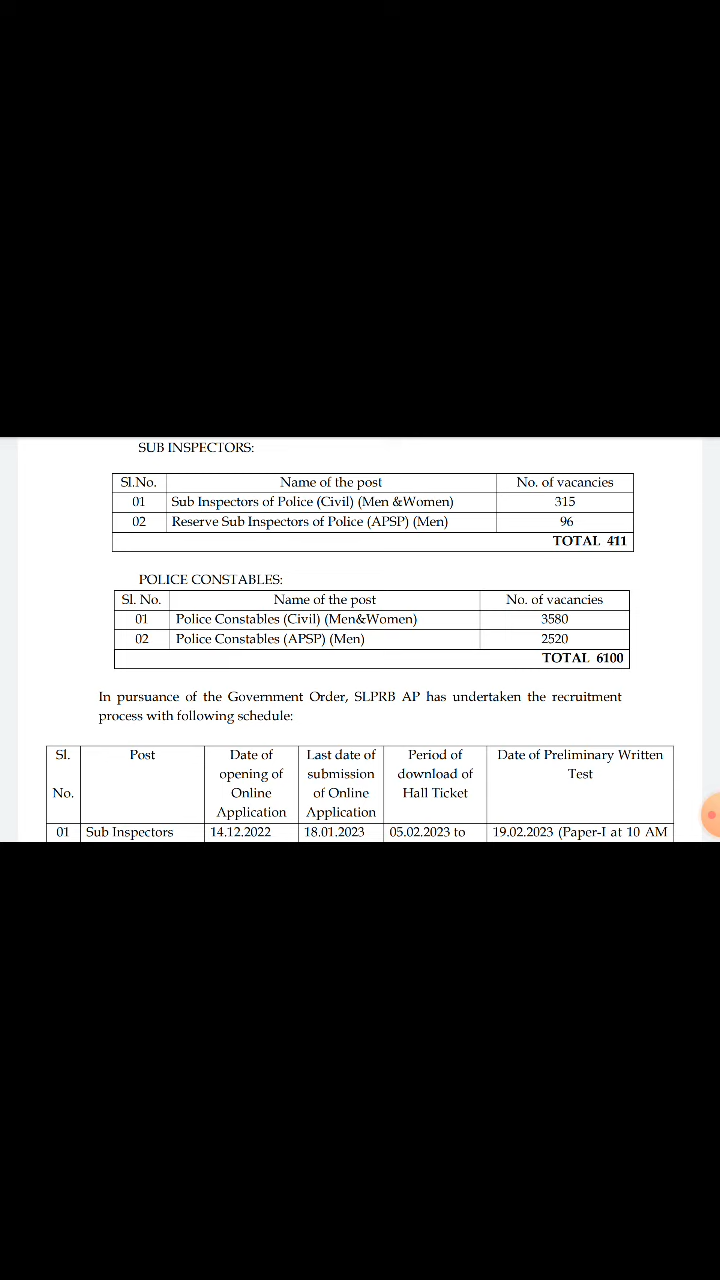 SUB INSPECTORS:
Sl.No. Name of the post No. of vacancies
01 Sub Inspectors of Police (Civil) (Men &Women) 315
02 Reserve Sub Inspectors of Police (APSP) (Men) 96
TOTAL 411
POLICE CONSTABLES:
Sl. No. Name of the post No. of vacancies
01 Police Constables (Civil) (Men&Women) 3580
02 Police Constables (APSP) (Men) 2520
TOTAL 6100
In pursuance of the Government Order, SLPRB AP has undertaken the recruitment
process with following schedule:
Sl. Post Date of Last date of Period of Date of Preliminary Written
opening of submission download of Test
No. Online of Online Hall Ticket
Application Application
01 Sub Inspectors 14.12.2022 18.01.2023 05.02.2023 to 19.02.2023 (Paper-I at 10 AM